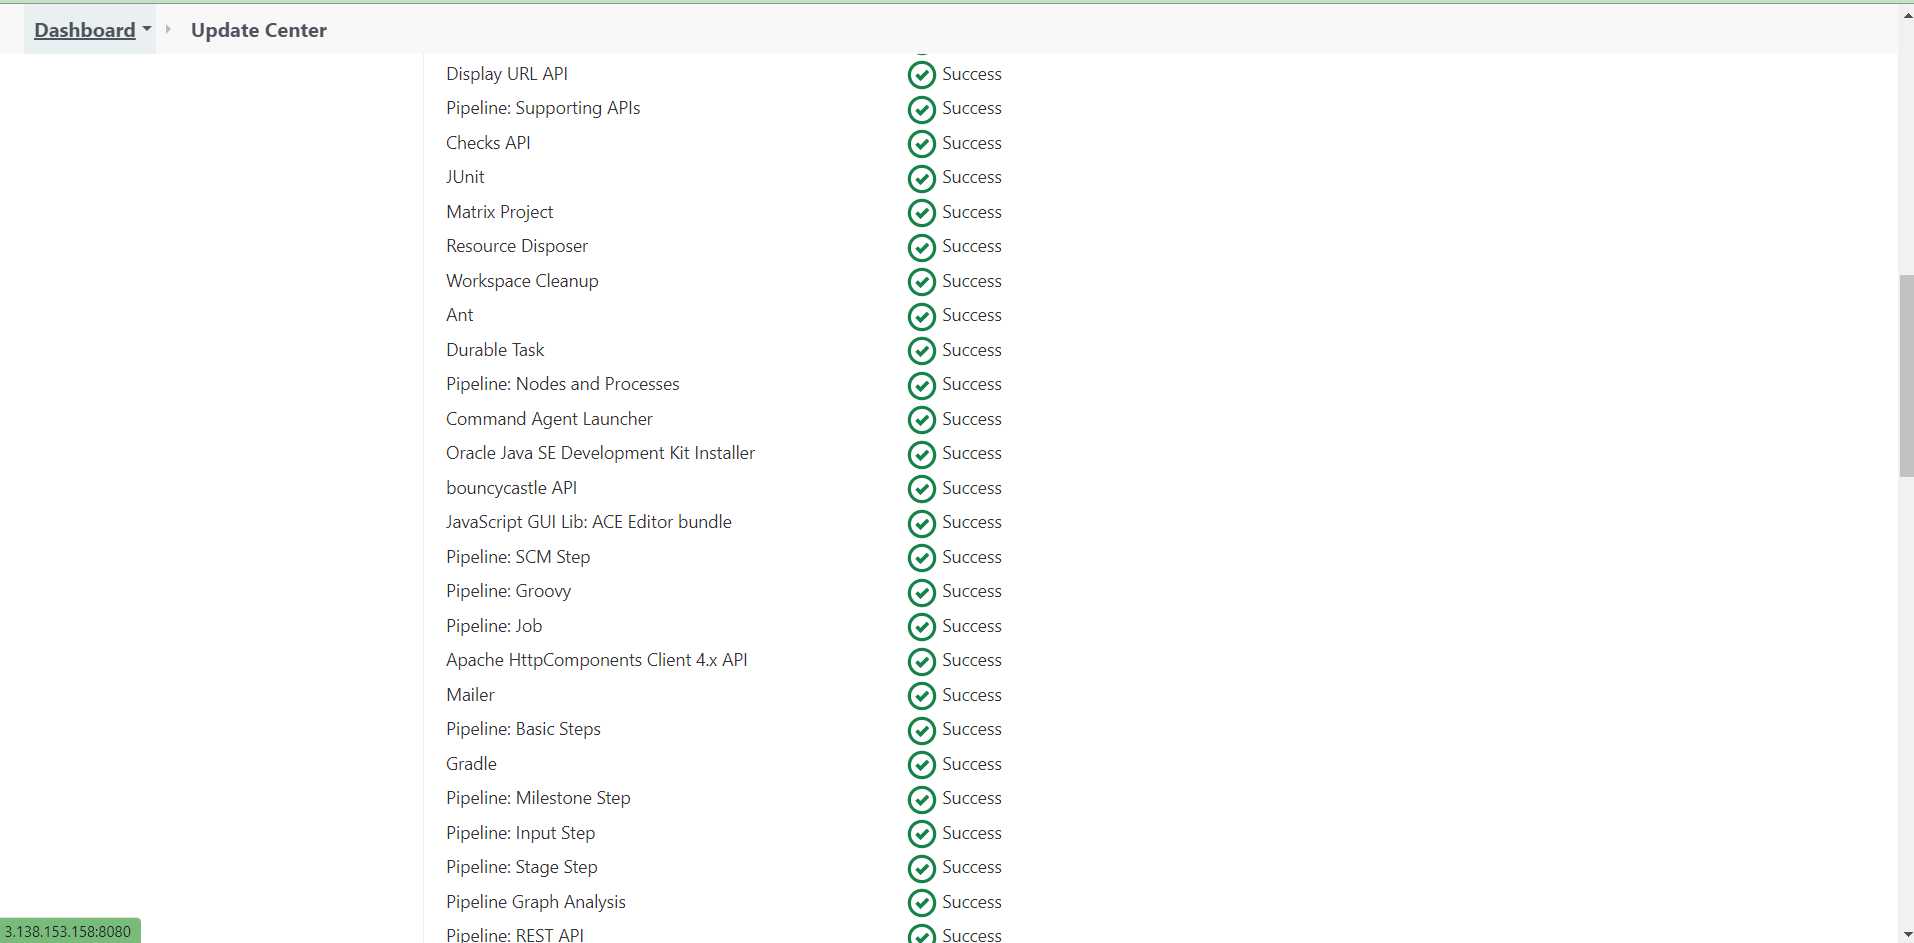 Dashboard Update Center
Display URL API Success
Pipeline: Supporting APIs Success
Checks API Success
JUnit Success
Matrix Project Success
Resource Disposer Success
Workspace Cleanup Success
Ant Success
Durable Task Success
Pipeline: Nodes and Processes Success
Command Agent Launcher Success
Oracle Java SE Development Kit Installer Success
bouncycastle API Success
JavaScript GUI Lib: ACE Editor bundle Success
Pipeline: SCM Step Success
Pipeline: Groovy Success
Pipeline: Job Success
Apache HttpComponents Client 4.x API Success
Mailer Success
Pipeline: Basic Steps Success
Gradle Success
Pipeline: Milestone Step Success
Pipeline: Input Step Success
Pipeline: Stage Step Success
Pipeline Graph Analysis Success
Pipeline: REST API Success
3.138.153.158:8080